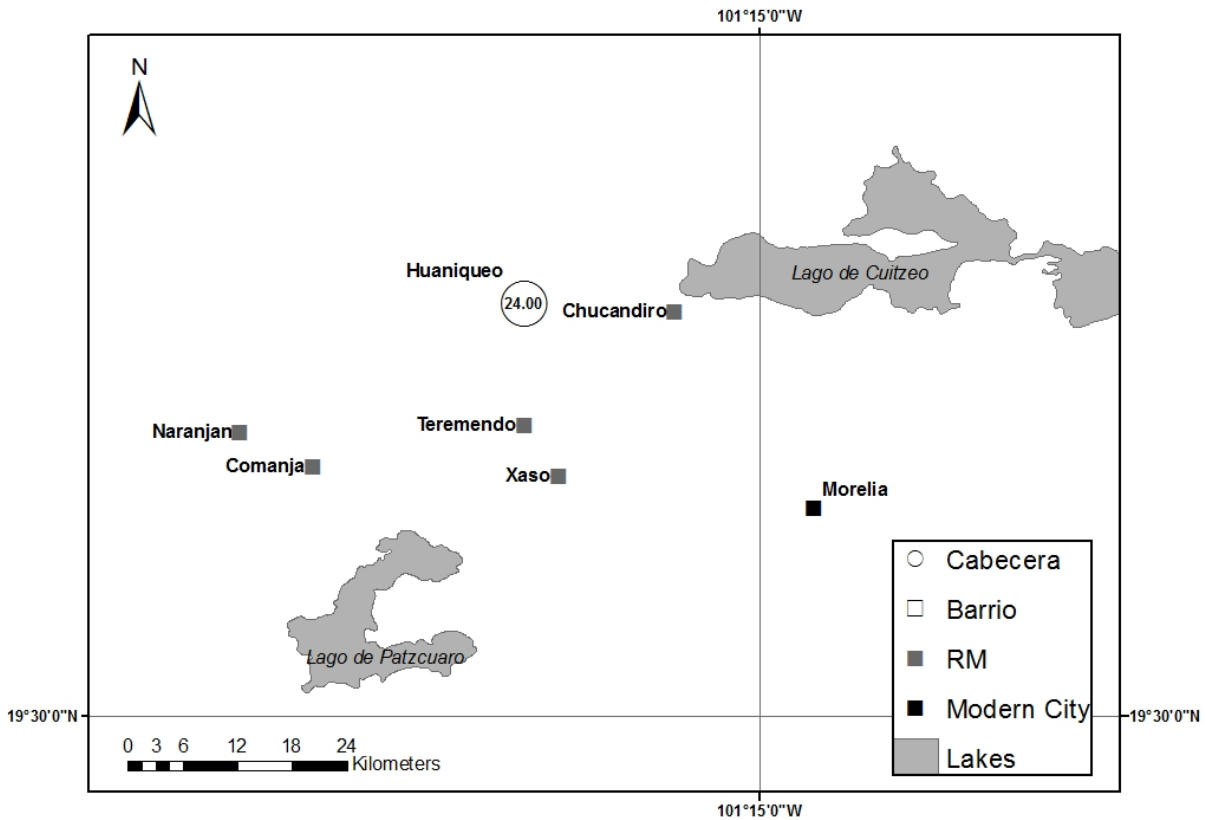 101°15'0"W
N
Lago de Cuitzeo
Huaniqueo
24.00
Chucandiro
Teremendo
Naranjan
Comanja
Xaso
Morelia
Cabecera
Barrio
RM
Modern City
Lakes
Lago de Patzcuaro
19°30'0"N
19°30'0"N
0 3 6 12 18 24
Kilometers
101°15'0"W